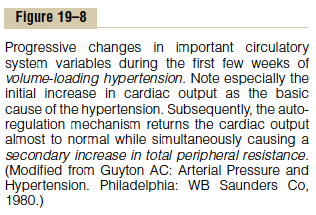 Figure 19–8
Progressive changes in important circulatory
system variables during the first few weeks of
volume-loading hypertension. Note especially the
initial increase in cardiac output as the basic
cause of the hypertension. Subsequently, the auto-
regulation mechanism returns the cardiac output
almost to normal while simultaneously causing a
secondary increase in total peripheral resistance.
(Modified from Guyton AC: Arterial Pressure and
Hypertension. Philadelphia: WB Saunders Co,
1980.)